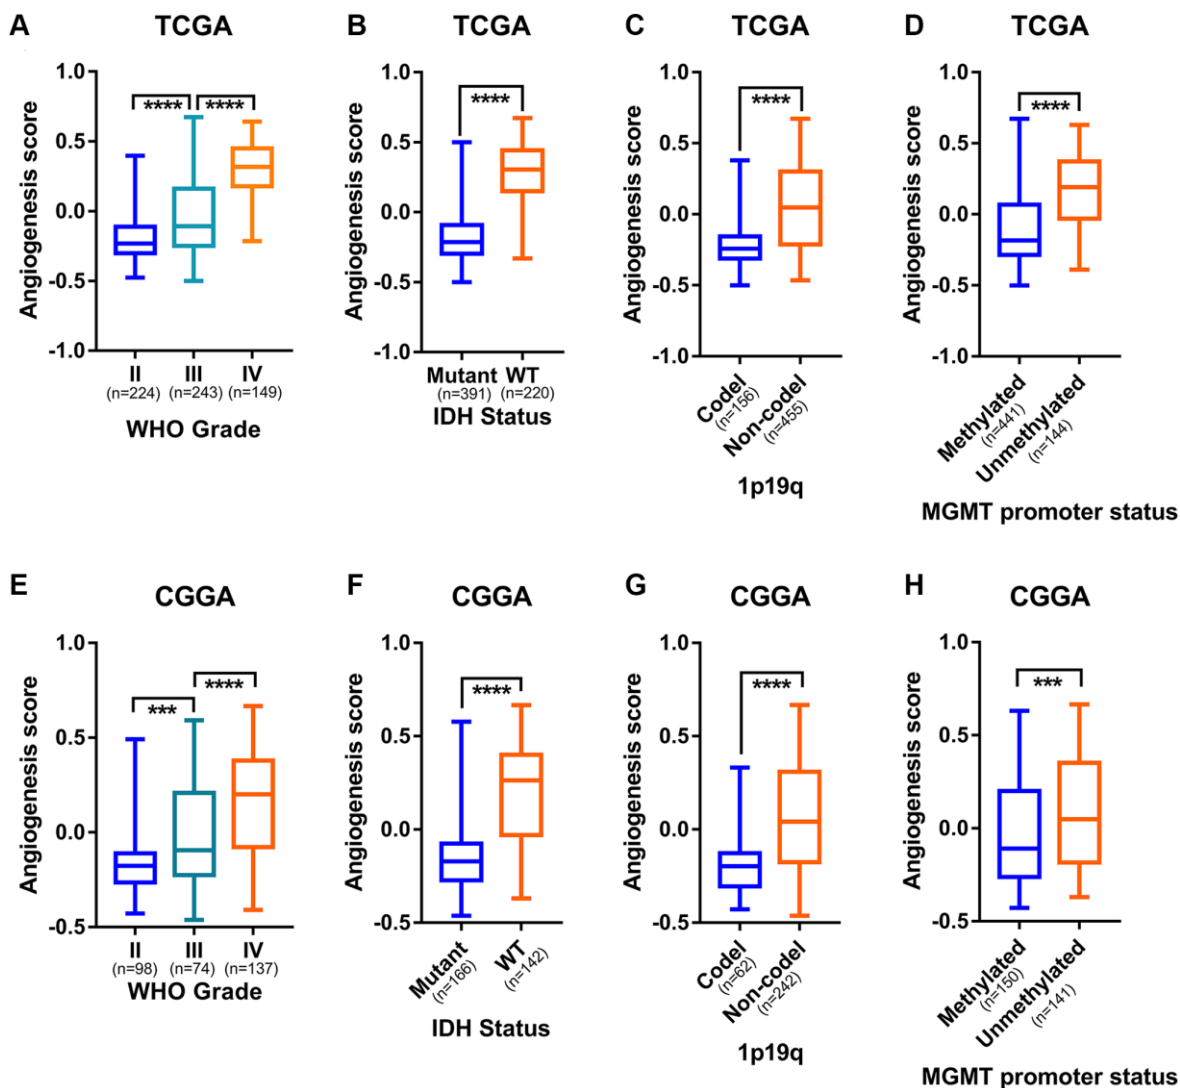 A TCGA
Angiogenesis score
1.0
0.5
0.0
-0.5
-1.0
**** ****
II III IV
(n=224) (n=243) (n=149)
WHO Grade
B TCGA
Angiogenesis score
1.0
0.5
0.0
-0.5
-1.0
****
Mutant WT
(n=391) (n=220)
IDH Status
C TCGA
Angiogenesis score
1.0
0.5
0.0
-0.5
-1.0
****
Codel
(n=156)
Non-codel
(n=455)
1p19q
D TCGA
Angiogenesis score
1.0
0.5
0.0
-0.5
-1.0
****
Methylated
(n=441)
Unmethylated
(n=144)
MGMT promoter status
E CGGA
Angiogenesis score
1.0
0.5
0.0
-0.5
*** ****
II III IV
(n=98) (n=74) (n=137)
WHO Grade
F CGGA
Angiogenesis score
1.0
0.5
0.0
-0.5
****
Mutant
(n=166)
WT
(n=142)
IDH Status
G CGGA
Angiogenesis score
1.0
0.5
0.0
-0.5
****
Codel
(n=62)
Non-codel
(n=242)
1p19q
H CGGA
Angiogenesis score
1.0
0.5
0.0
-0.5
***
Methylated
(n=150)
Unmethylated
(n=141)
MGMT promoter status